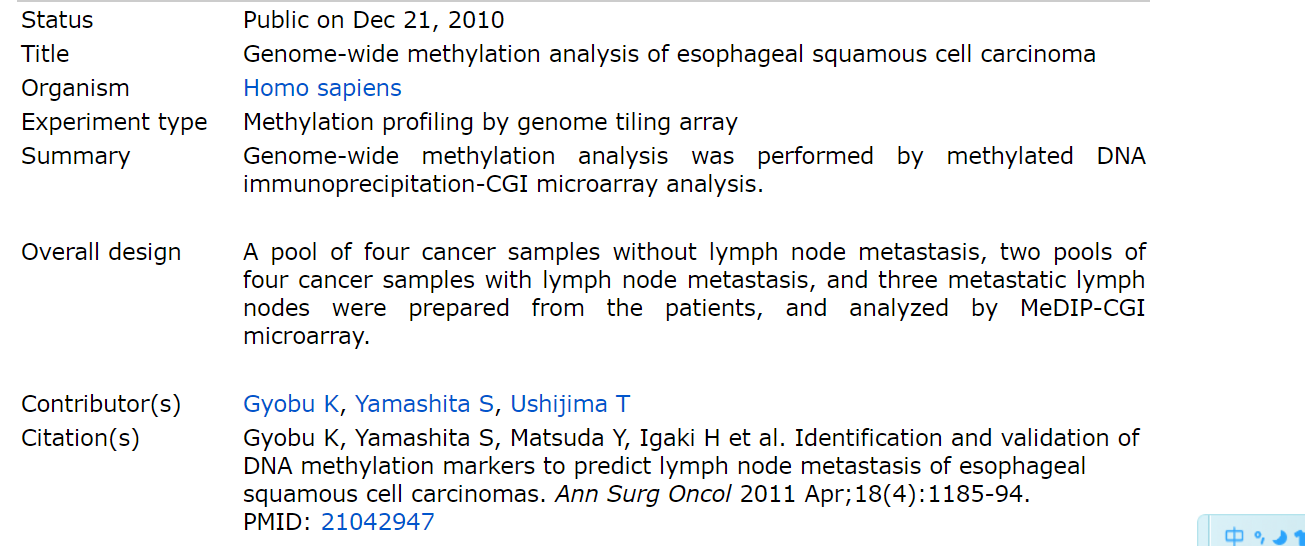 Status Public on Dec 21, 2010
Title Genome-wide methylation analysis of esophageal squamous cell carcinoma
Organism Homo sapiens
Experiment type Methylation profiling by genome tiling array
Summary Genome-wide methylation analysis was performed by methylated DNA
immunoprecipitation-CGI microarray analysis.
Overall design A pool of four cancer samples without lymph node metastasis, two pools of
four cancer samples with lymph node metastasis, and three metastatic lymph
nodes were prepared from the patients, and analyzed by MeDIP-CGI
microarray.
Contributor(s) Gyobu K, Yamashita S, Ushijima T
Citation(s) Gyobu K, Yamashita S, Matsuda Y, Igaki H et al. Identification and validation of
DNA methylation markers to predict lymph node metastasis of esophageal
squamous cell carcinomas. Ann Surg Oncol 2011 Apr;18(4):1185-94.
PMID: 21042947
中